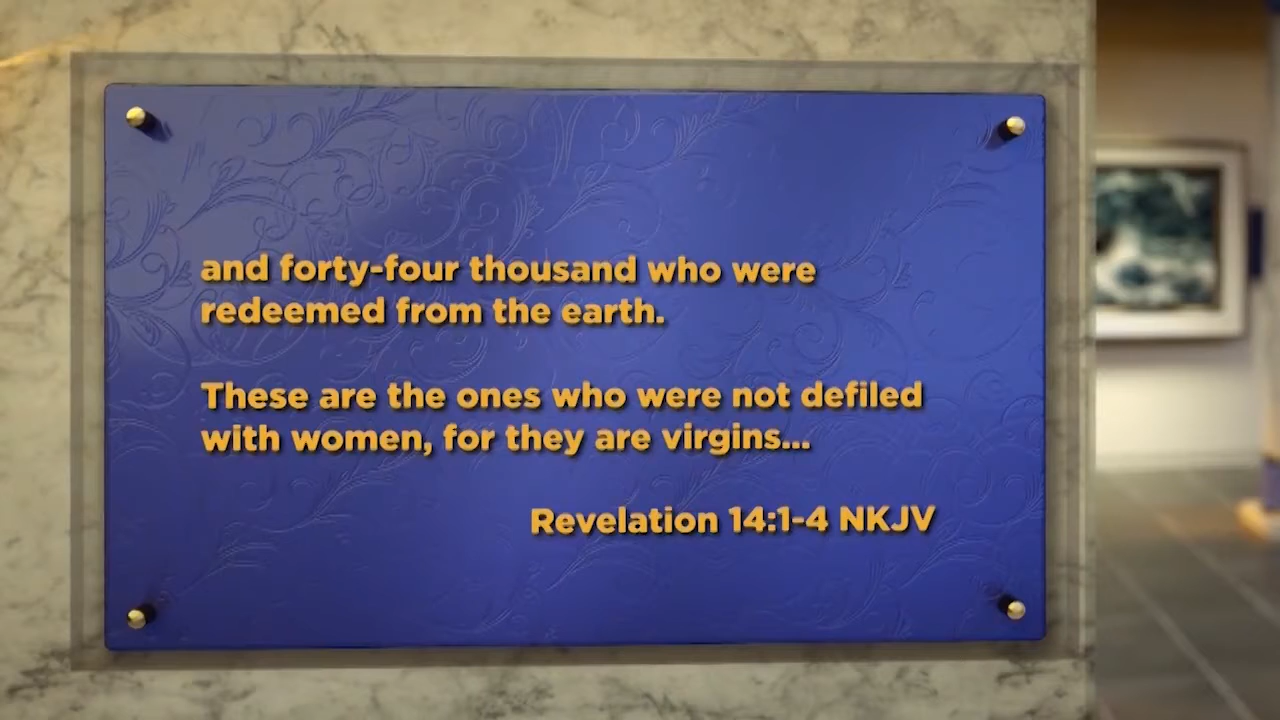 and forty-four thousand who were
redeemed from the earth.
These are the ones who were not defiled
with women, for they are virgins...
Revelation 14:1-4 NKJV